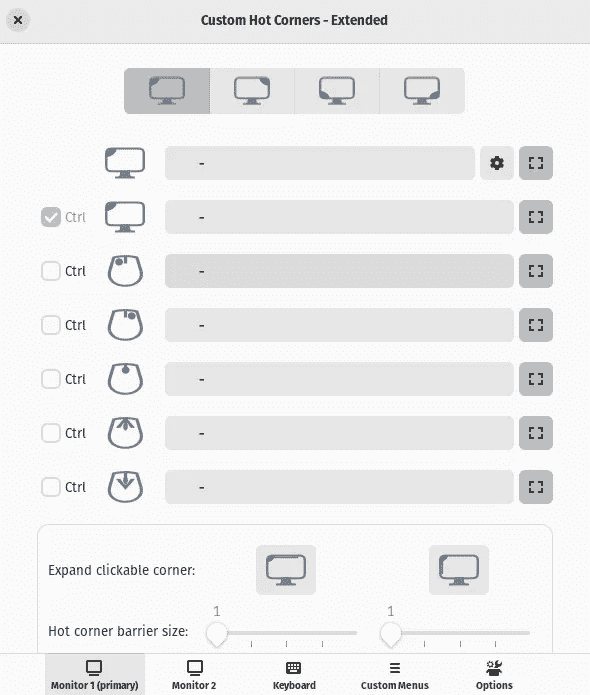 Custom Hot Corners - Extended
-
Ctrl -
Ctrl -
Ctrl -
Ctrl -
Ctrl -
Ctrl -
Expand clickable corner:
1 1
Hot corner barrier size:
Monitor 1 (primary) Monitor 2 Keyboard Custom Menus Options